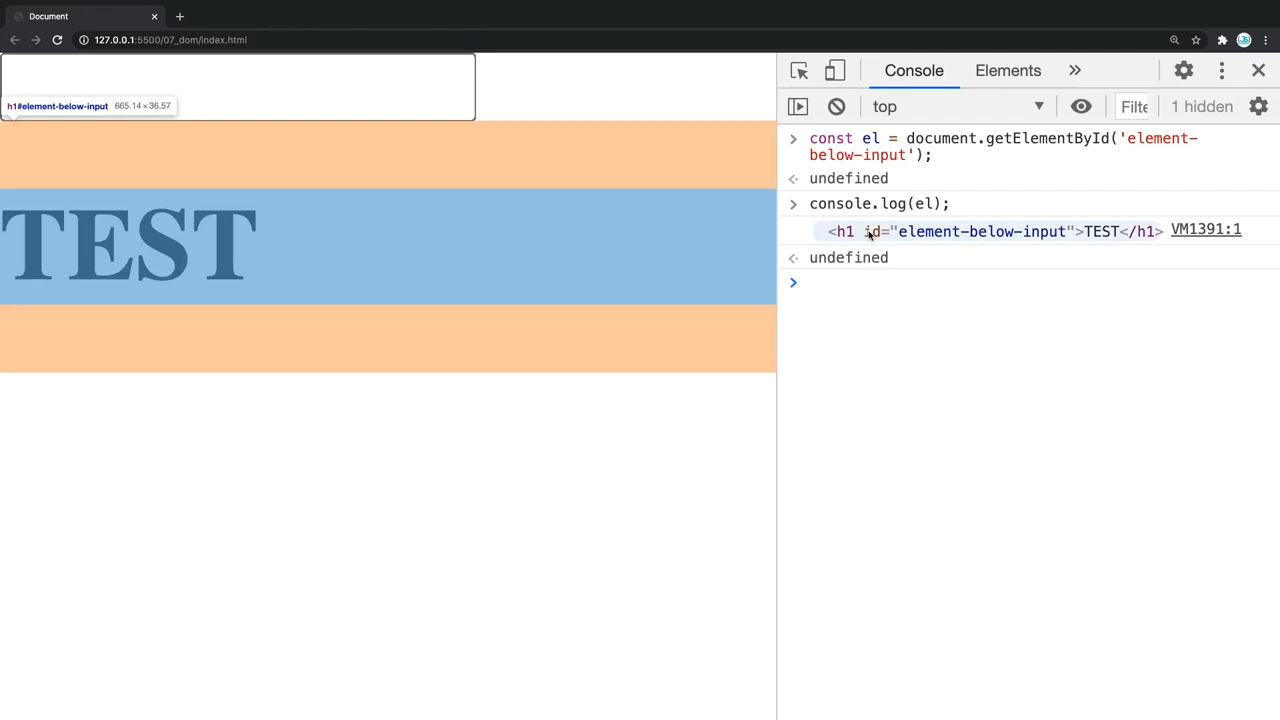 Document
127.0.0.1:5500/07_dom/index.html
h1#element-below-input 665.14 × 36.57
TEST
Console Elements
top Filte 1 hidden
const el = document.getElementById('element-
below-input');
undefined
console.log(el);
<h1 id="element-below-input">TEST</h1> VM1391:1
undefined